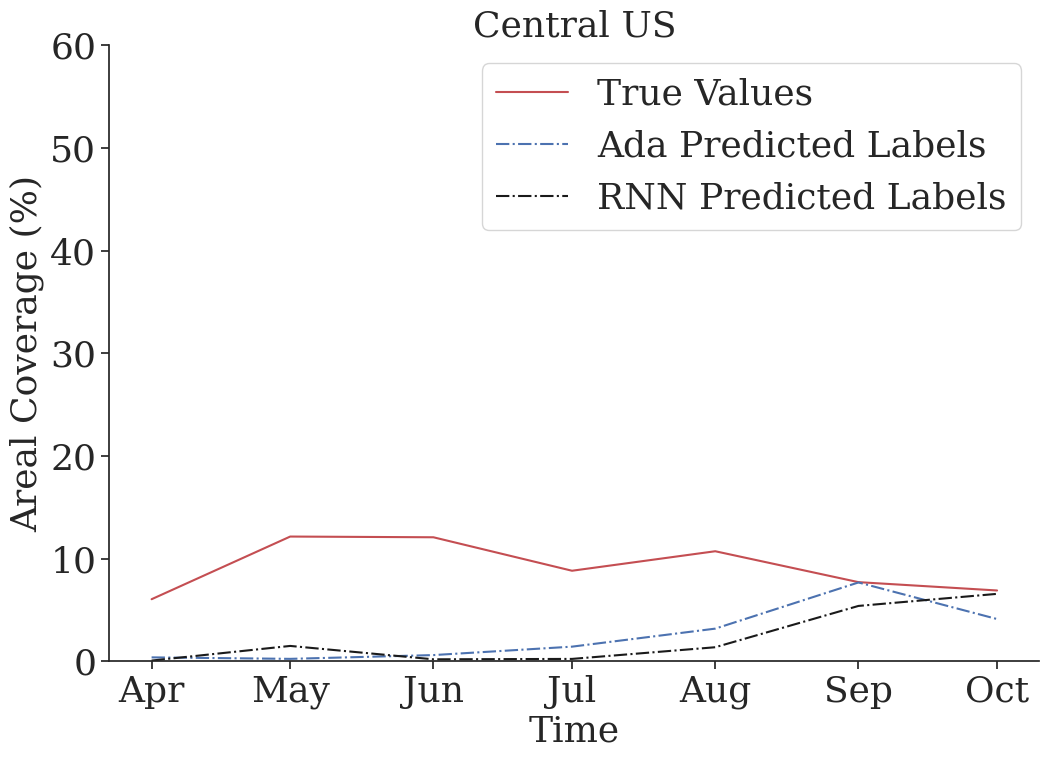 Central US
60
50
40
30
20
10
0
Areal Coverage (%)
True Values
Ada Predicted Labels
RNN Predicted Labels
Apr May Jun Jul Aug Sep Oct
Time